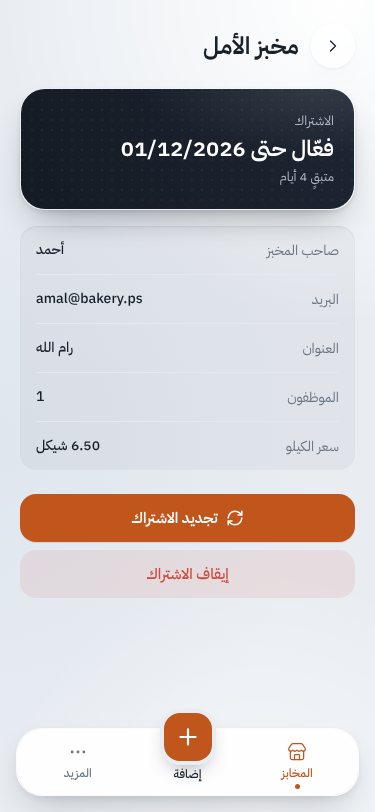 مخبز الأمل
الاشتراك
فعّال حتى 01/12/2026
متبقٍ 4 أيام
صاحب المخبز أحمد
البريد amal@bakery.ps
العنوان رام الله
الموظفون 1
سعر الكيلو 6.50 شيكل
تجديد الاشتراك
إيقاف الاشتراك
المخابز إضافة المزيد